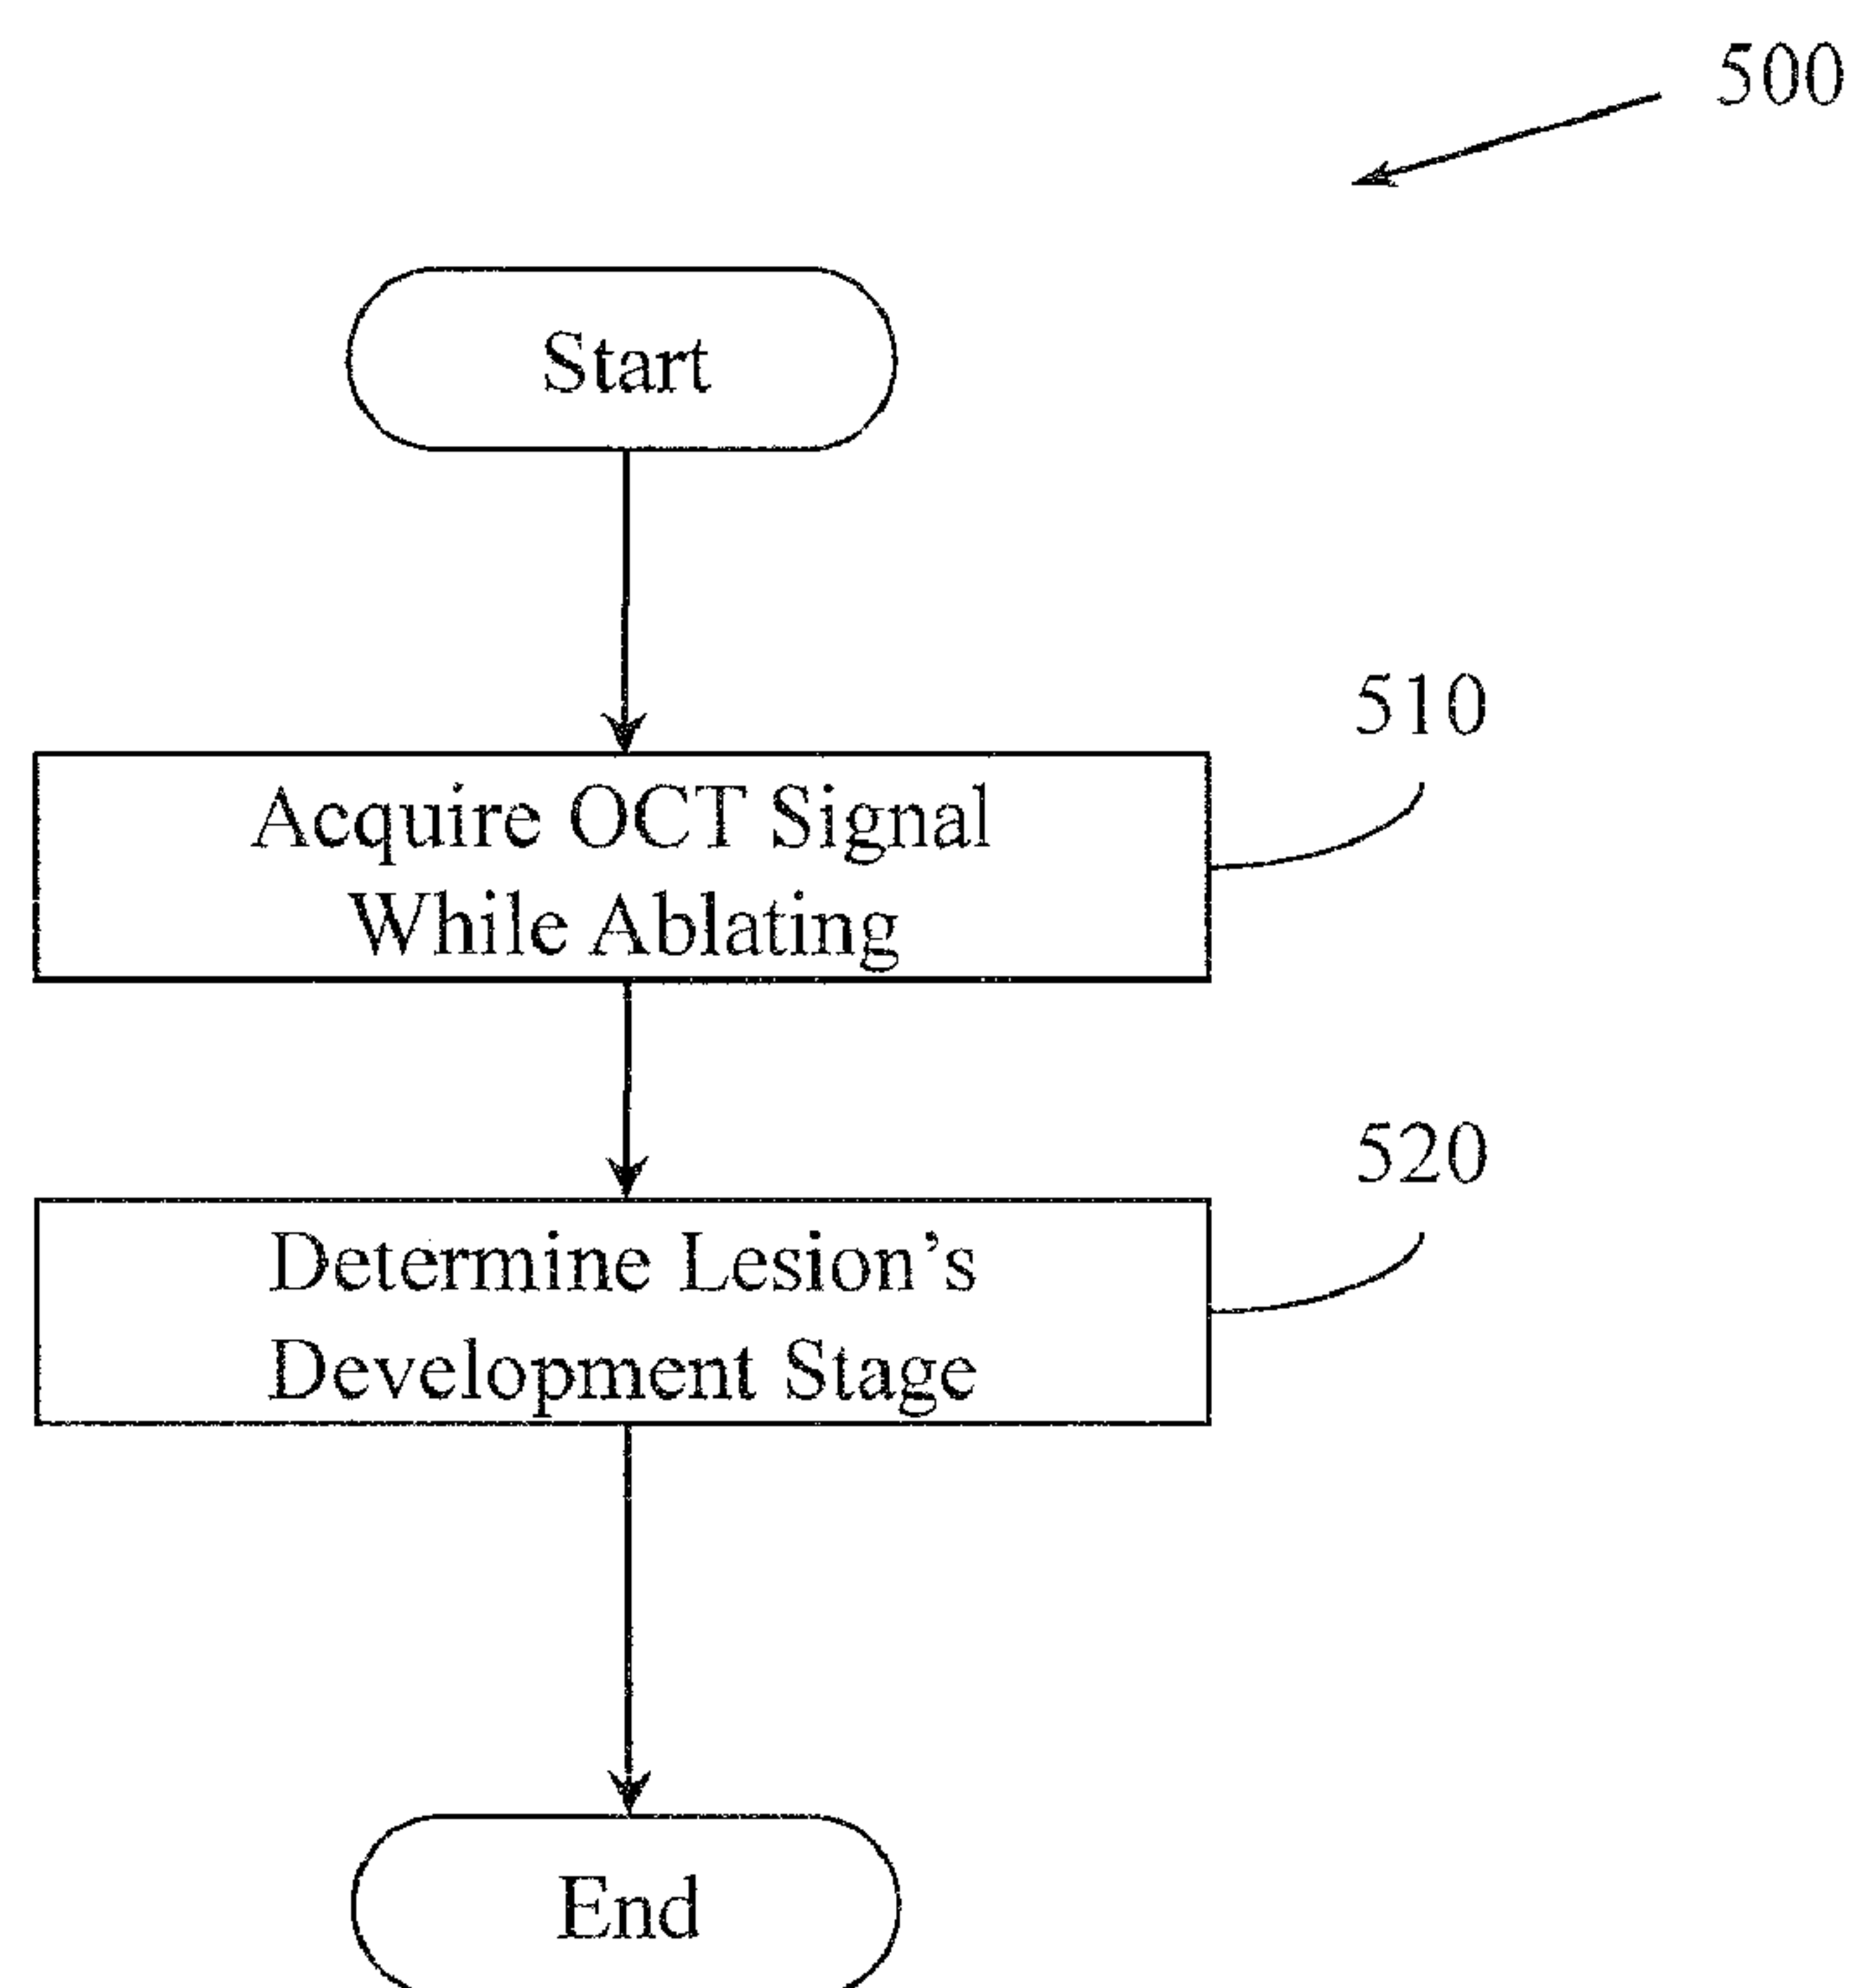 500
Start
510
Acquire OCT Signal
While Ablating
520
Determine Lesion’s
Development Stage
End